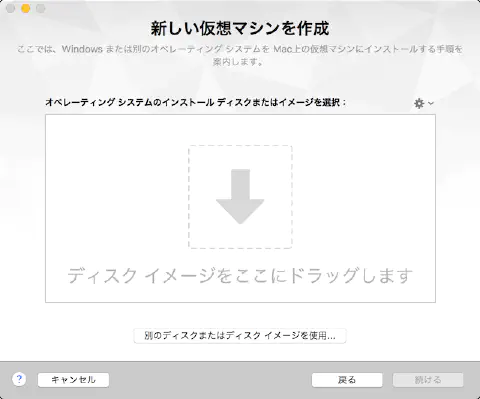 新しい仮想マシンを作成
ここでは、Windows または別のオペレーティング システムを Mac上の仮想マシンにインストールする手順を
案内します。
オペレーティング システムのインストール ディスクまたはイメージを選択：
ディスク イメージをここにドラッグします
別のディスクまたはディスク イメージを使用...
?
キャンセル
戻る
続ける